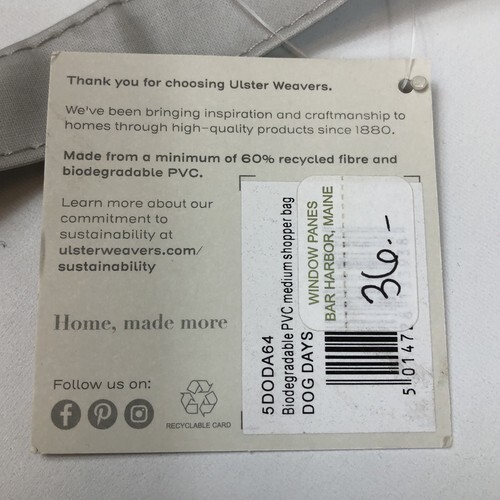 Thank you for choosing Ulster Weavers.
We've been bringing inspiration and craftmanship to
homes through high-quality products since 1880.
Made from a minimum of 60% recycled fibre and
biodegradable PVC.
Learn more about our
commitment to
sustainability at
ulsterweavers.com/
sustainability
Home, made more
Follow us on:
RECYCLABLE CARD
5DODA64
Biodegradable PVC medium shopper bag
DOG DAYS
WINDOW PANES
BAR HARBOR, MAINE
36.-
5 0147